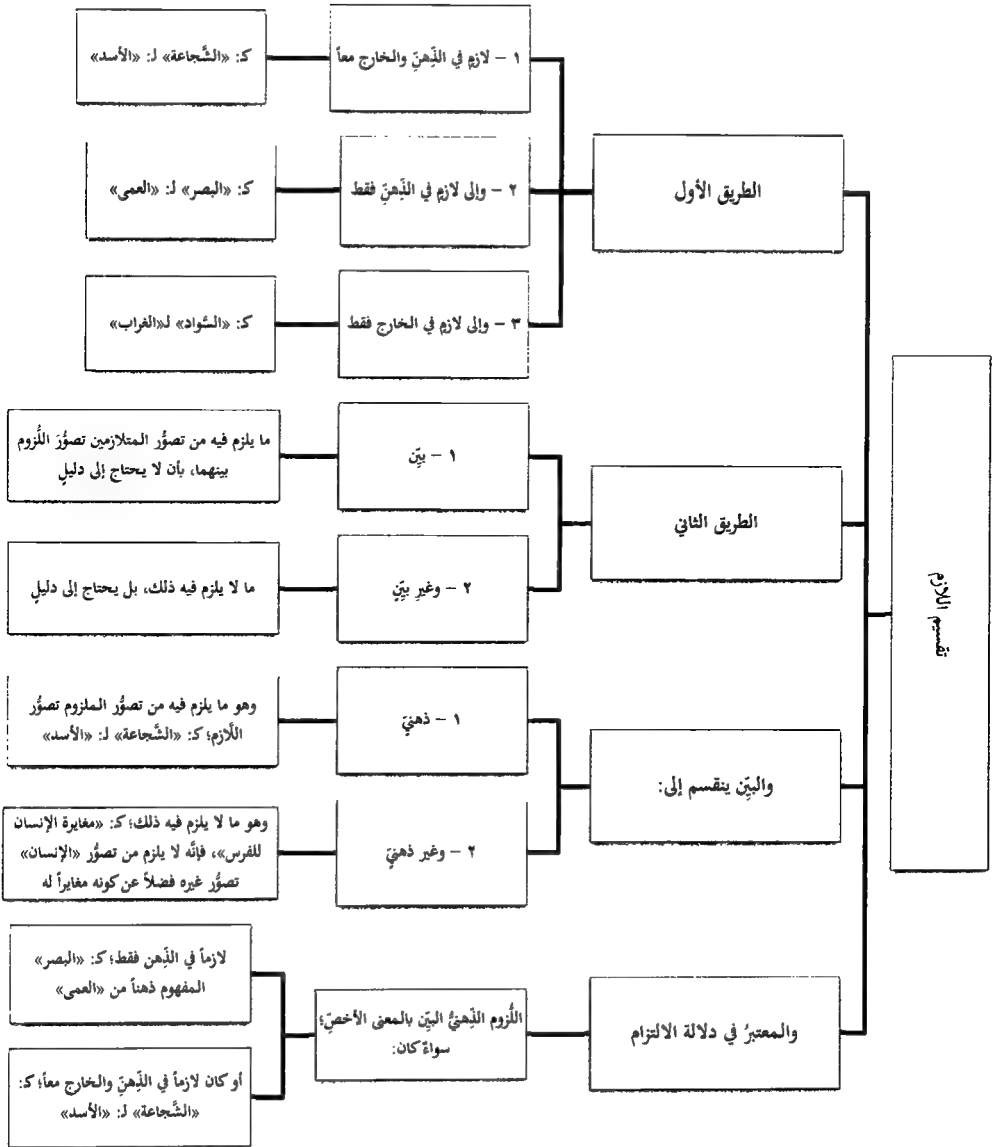 تقسيم اللازم
الطريق الأول
١ – لازمٍ في الذِّهنِّ والخارج معاً
كـ: «الشَّجاعة» لـ: «الأسد»
٢ – وإلى لازمٍ في الذِّهنِّ فقط
كـ: «البصر» لـ: «العمى»
٣ – وإلى لازمٍ في الخارج فقط
كـ: «السَّواد» لـ«الغراب»
الطريق الثاني
١ – بيِّن
ما يلزم فيه من تصوُّر المتلازمين تصوُّرَ اللُّزوم
بينهما، بأن لا يحتاج إلى دليلٍ
٢ – وغيرِ بيِّنٍ
ما لا يلزم فيه ذلك، بل يحتاج إلى دليلٍ
والبيِّن ينقسم إلى:
١ – ذهنيّ
وهو ما يلزم فيه من تصوُّر الملزوم تصوُّر
اللَّازم؛ كـ: «الشَّجاعة» لـ: «الأسد»
٢ – وغير ذهنيّ
وهو ما لا يلزم فيه ذلك؛ كـ: «مغايرة الإنسان
للفرس»، فإنَّه لا يلزم من تصوُّر «الإنسان»
تصوُّر غيره فضلاً عن كونه مغايراً له
والمعتبرُ في دلالة الالتزام
اللُّزوم الذِّهنيُّ البيِّن بالمعنى الأخصِّ؛
سواءٌ كان:
لازماً في الذِّهن فقط؛ كـ: «البصر»
المفهوم ذهناً من «العمى»
أو كان لازماً في الذِّهنِّ والخارج معاً؛ كـ:
«الشَّجاعة» لـ: «الأسد»